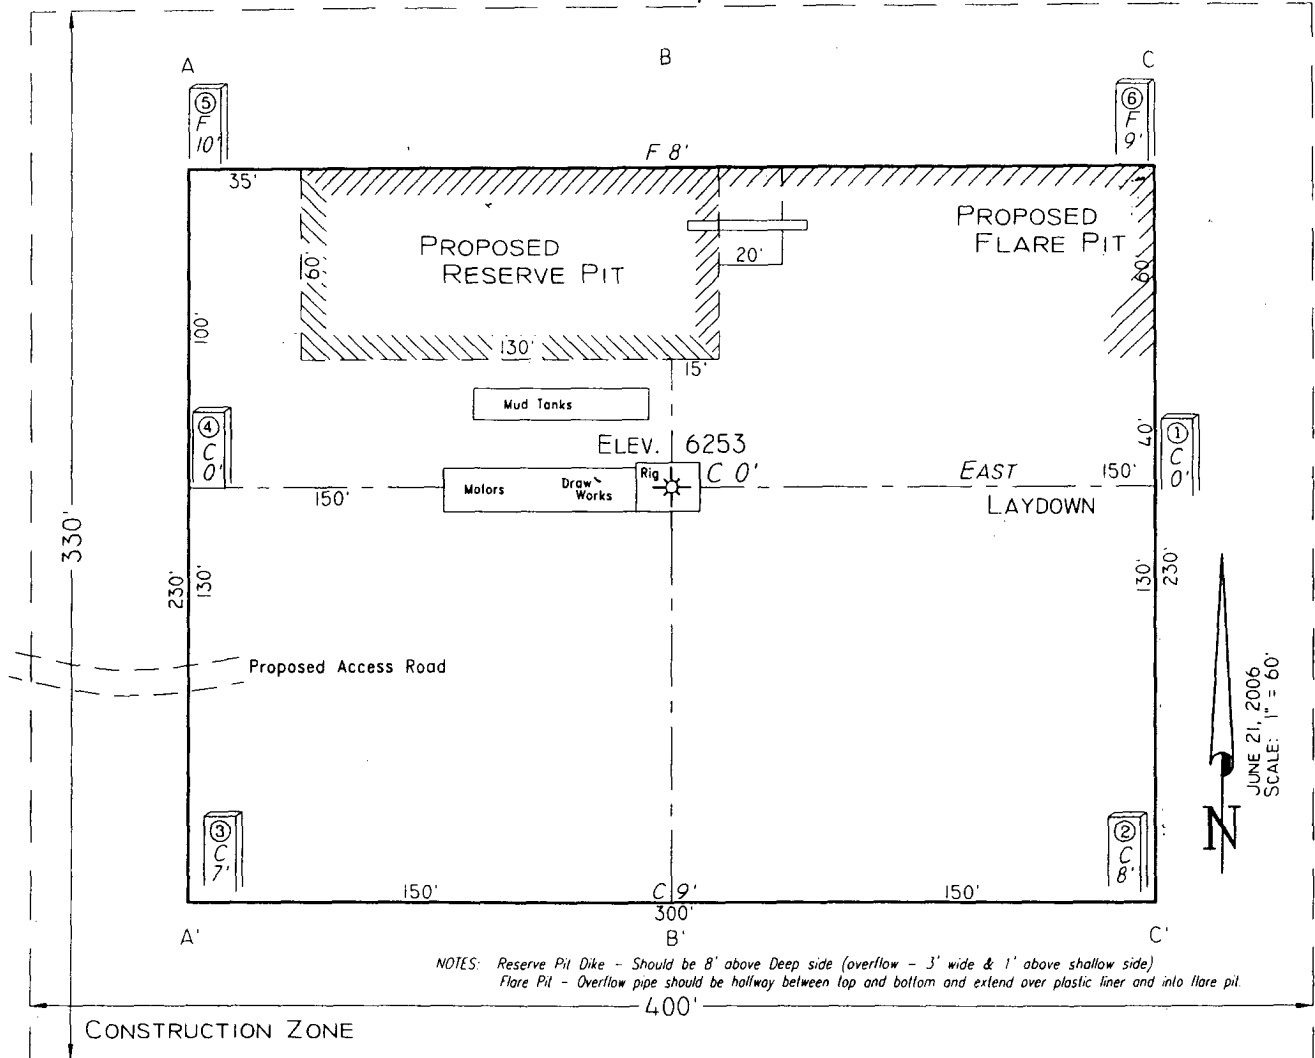 A
B
C
⑤
F
10'
⑥
F
9'
F 8'
35'
PROPOSED
RESERVE PIT
PROPOSED
FLARE PIT
20'
60'
60'
100'
130'
15'
Mud Tanks
④
C
0'
40'
①
C
0'
ELEV. 6253
Rig
C 0'
EAST
150'
150'
Motors
Draw
Works
LAYDOWN
330'
230'
130'
130'
230'
Proposed Access Road
JUNE 21, 2006
SCALE: 1" = 60'
N
③
C
7'
②
C
8'
150'
C 9'
150'
300'
A'
B'
C'
NOTES: Reserve Pit Dike - Should be 8' above Deep side (overflow - 3' wide & 1' above shallow side)
Flare Pit - Overflow pipe should be halfway between top and bottom and extend over plastic liner and into flare pit.
400'
CONSTRUCTION ZONE